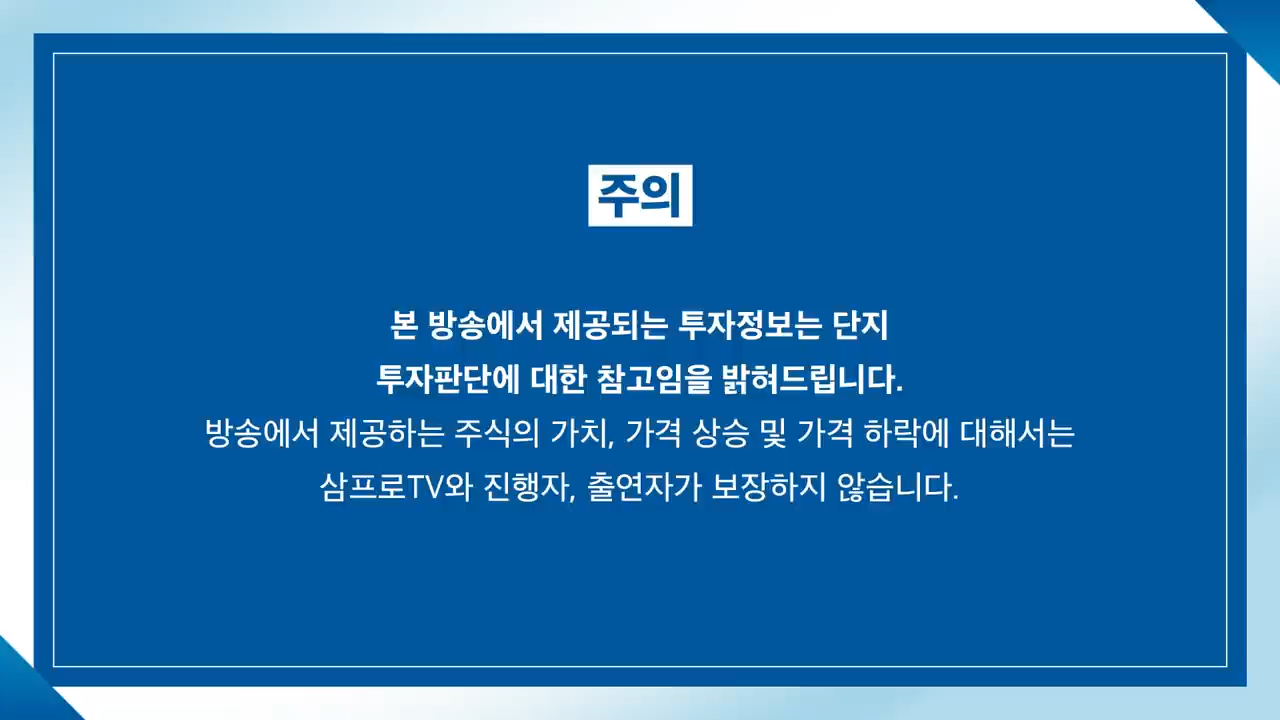 주의
본 방송에서 제공되는 투자정보는 단지
투자판단에 대한 참고임을 밝혀드립니다.
방송에서 제공하는 주식의 가치, 가격 상승 및 가격 하락에 대해서는
삼프로TV와 진행자, 출연자가 보장하지 않습니다.